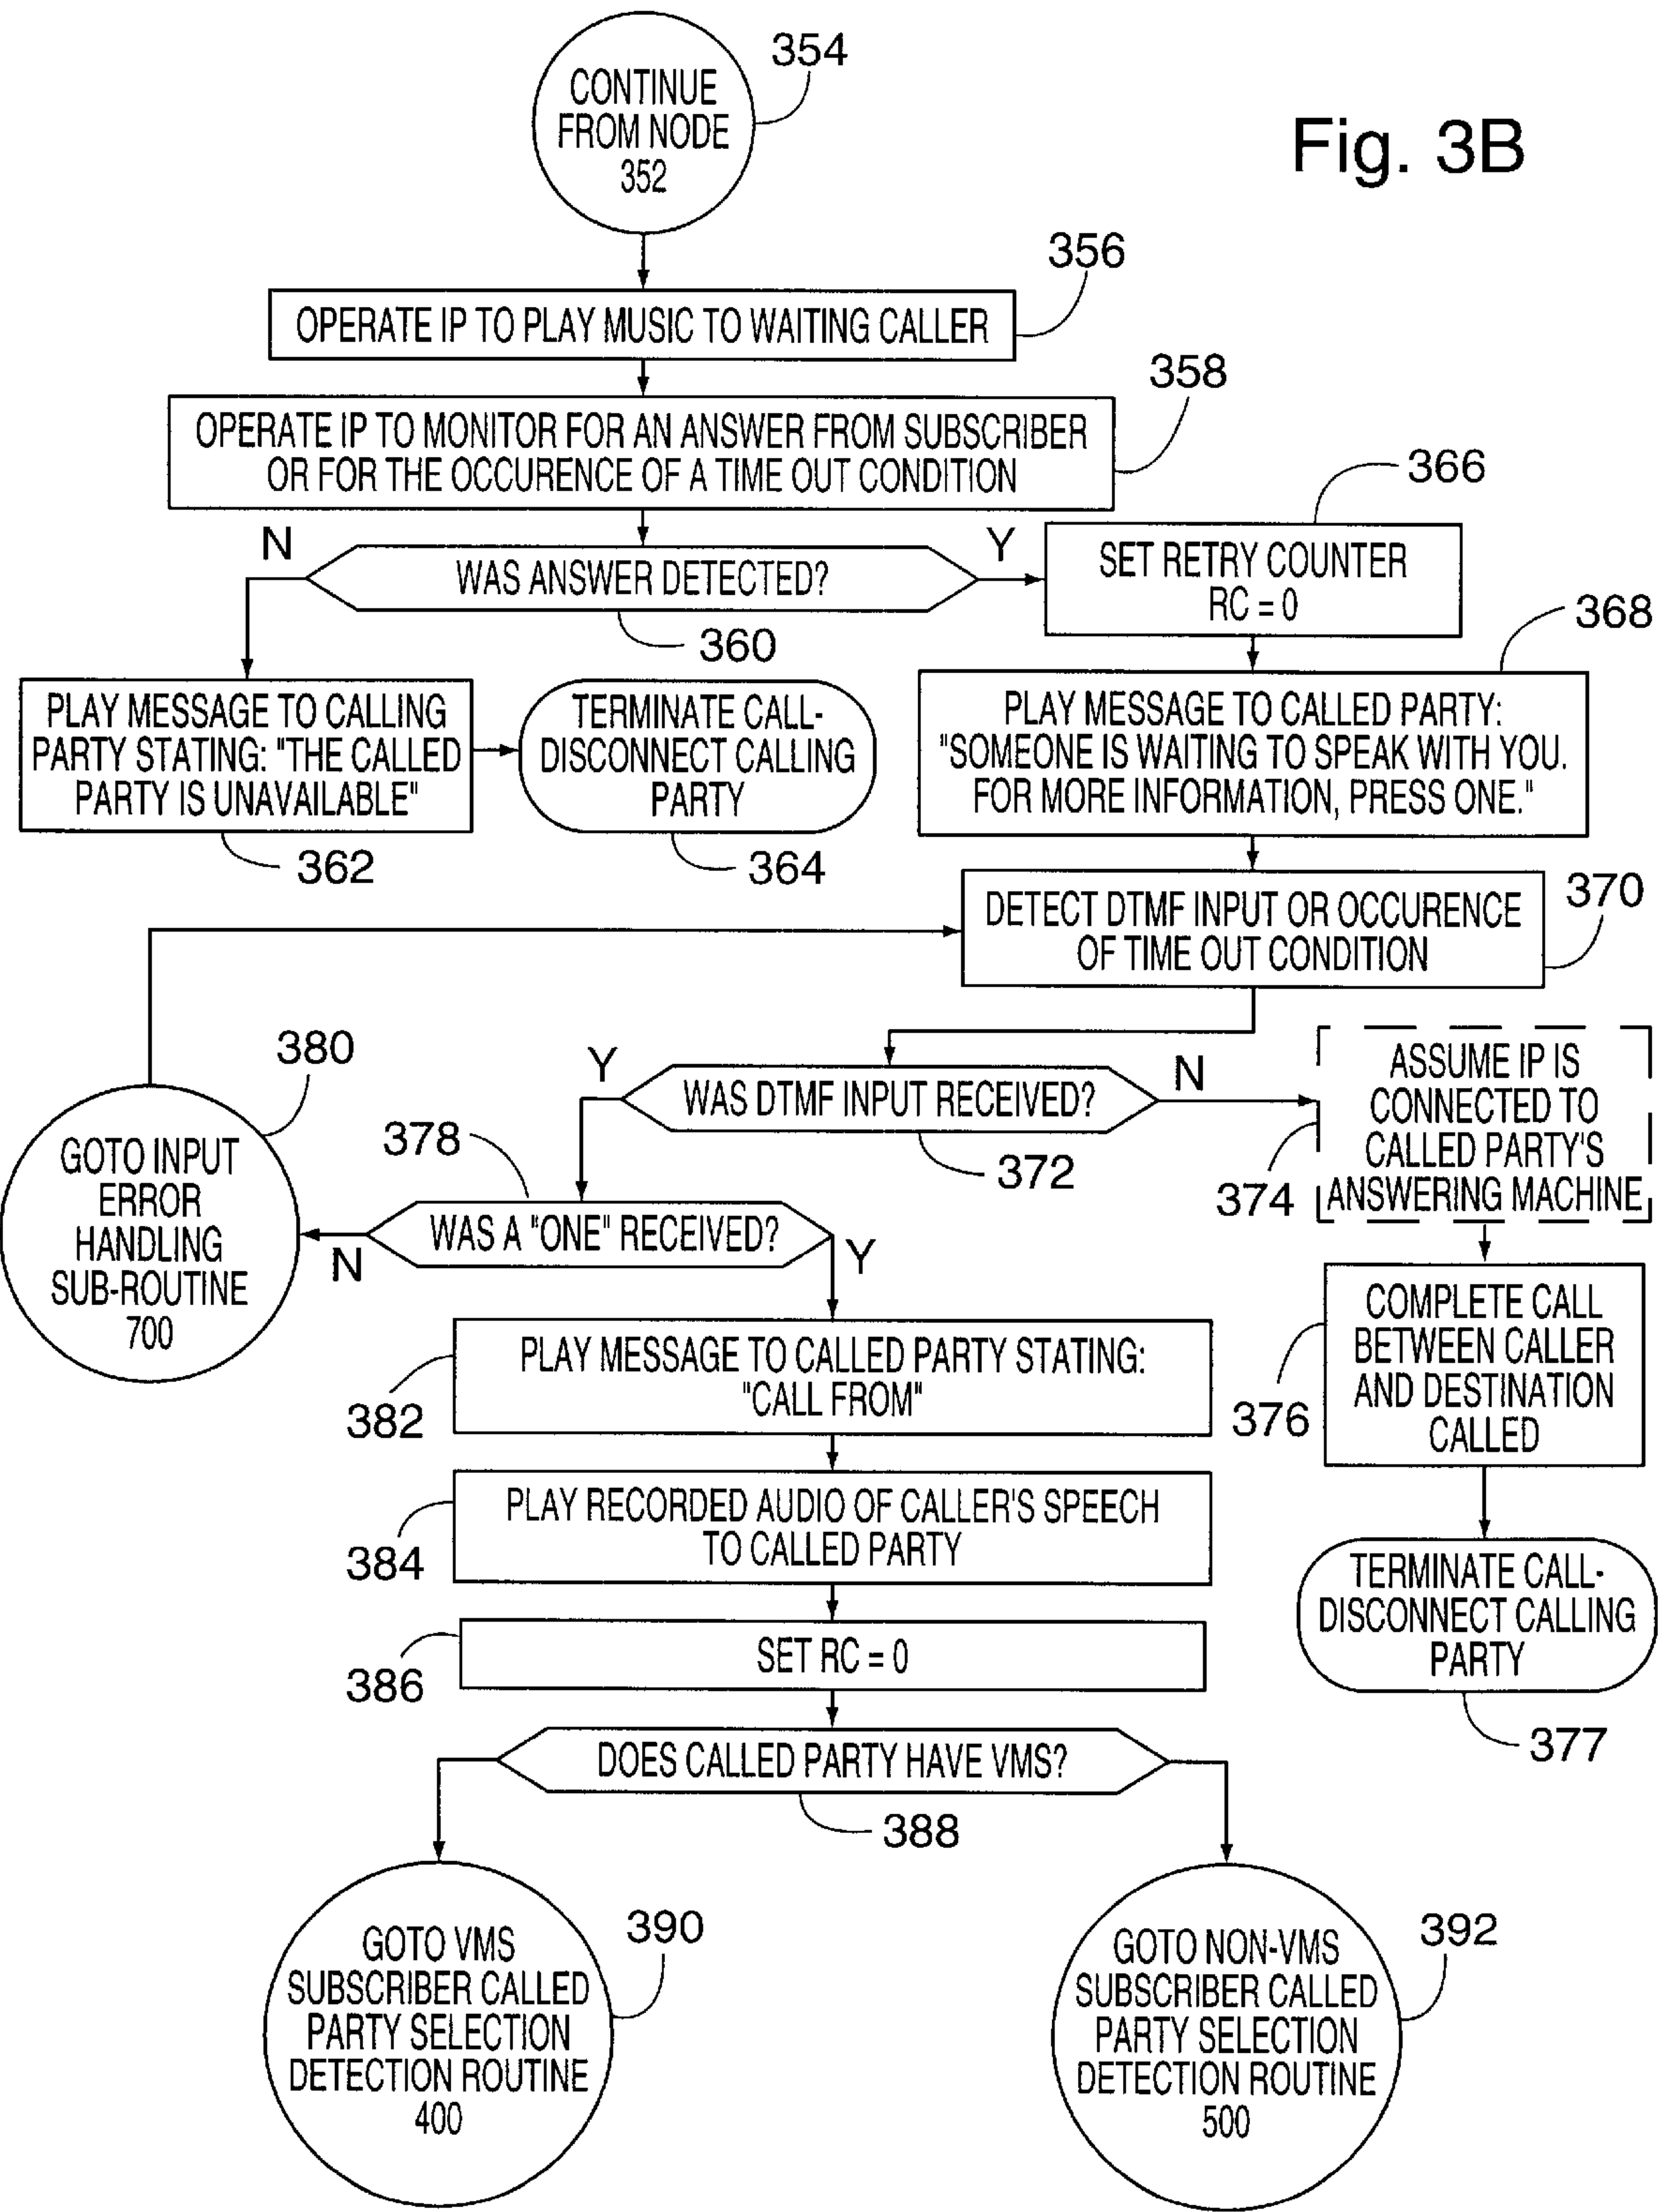 354
CONTINUE
FROM NODE
352
Fig. 3B
356
OPERATE IP TO PLAY MUSIC TO WAITING CALLER
358
OPERATE IP TO MONITOR FOR AN ANSWER FROM SUBSCRIBER
OR FOR THE OCCURENCE OF A TIME OUT CONDITION
366
N
WAS ANSWER DETECTED?
Y
360
SET RETRY COUNTER
RC = 0
368
PLAY MESSAGE TO CALLING
PARTY STATING: "THE CALLED
PARTY IS UNAVAILABLE"
362
TERMINATE CALL-
DISCONNECT CALLING
PARTY
364
PLAY MESSAGE TO CALLED PARTY:
"SOMEONE IS WAITING TO SPEAK WITH YOU.
FOR MORE INFORMATION, PRESS ONE."
370
DETECT DTMF INPUT OR OCCURENCE
OF TIME OUT CONDITION
380
Y
WAS DTMF INPUT RECEIVED?
N
372
ASSUME IP IS
CONNECTED TO
CALLED PARTY'S
ANSWERING MACHINE
374
378
GOTO INPUT
ERROR
HANDLING
SUB-ROUTINE
700
WAS A "ONE" RECEIVED?
N
Y
COMPLETE CALL
BETWEEN CALLER
AND DESTINATION
CALLED
376
PLAY MESSAGE TO CALLED PARTY STATING:
"CALL FROM"
382
PLAY RECORDED AUDIO OF CALLER'S SPEECH
TO CALLED PARTY
384
TERMINATE CALL-
DISCONNECT CALLING
PARTY
377
SET RC = 0
386
DOES CALLED PARTY HAVE VMS?
388
GOTO VMS
SUBSCRIBER CALLED
PARTY SELECTION
DETECTION ROUTINE
400
390
GOTO NON-VMS
SUBSCRIBER CALLED
PARTY SELECTION
DETECTION ROUTINE
500
392